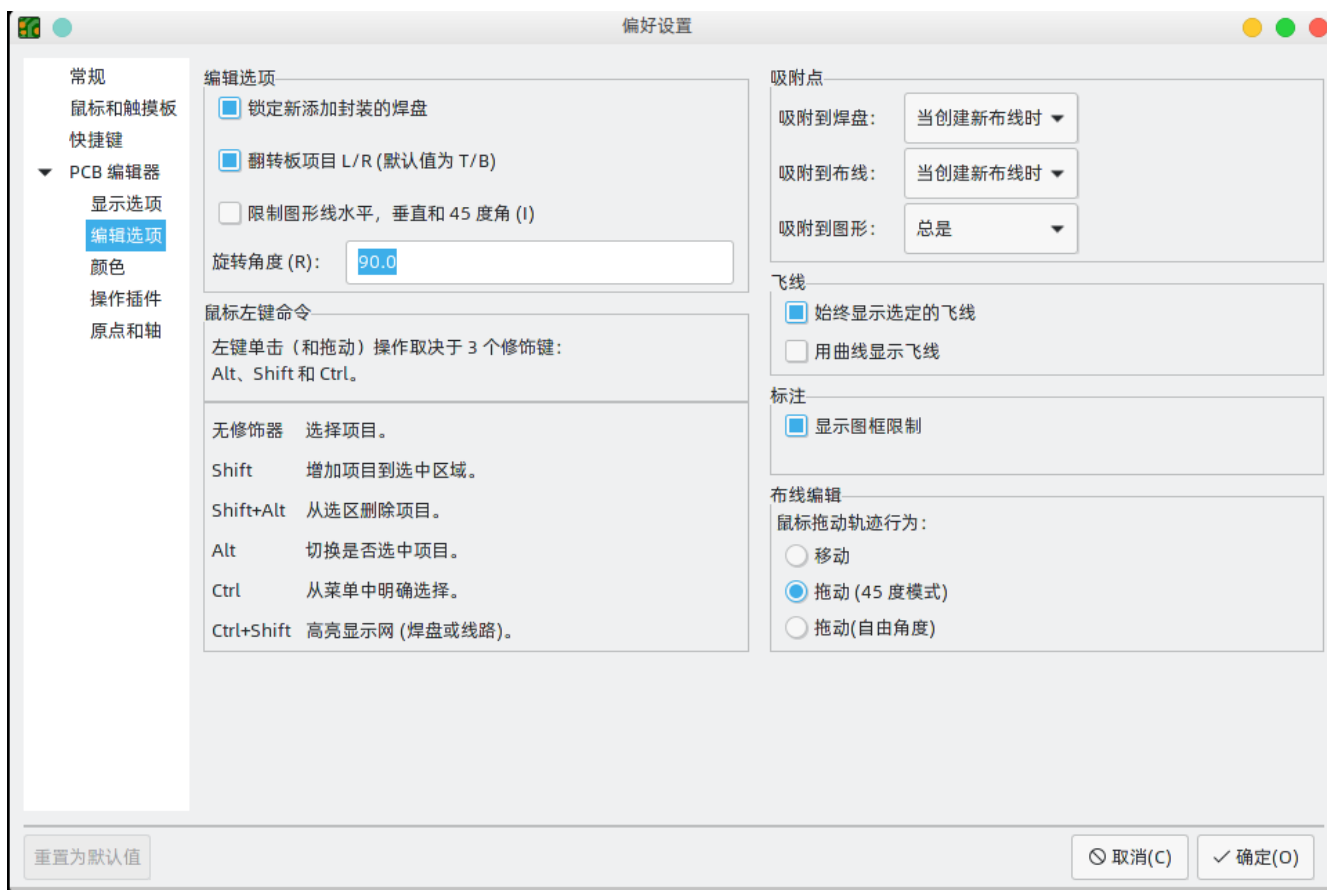 偏好设置
常规
鼠标和触摸板
快捷键
PCB 编辑器
显示选项
编辑选项
颜色
操作插件
原点和轴
编辑选项
锁定新添加封装的焊盘
翻转板项目 L/R (默认值为 T/B)
限制图形线水平，垂直和 45 度角 (I)
旋转角度 (R)： 90.0
鼠标左键命令
左键单击（和拖动）操作取决于 3 个修饰键：
Alt、Shift 和 Ctrl。
无修饰器 选择项目。
Shift 增加项目到选中区域。
Shift+Alt 从选区删除项目。
Alt 切换是否选中项目。
Ctrl 从菜单中明确选择。
Ctrl+Shift 高亮显示网 (焊盘或线路)。
吸附点
吸附到焊盘： 当创建新布线时
吸附到布线： 当创建新布线时
吸附到图形： 总是
飞线
始终显示选定的飞线
用曲线显示飞线
标注
显示图框限制
布线编辑
鼠标拖动轨迹行为：
移动
拖动 (45 度模式)
拖动(自由角度)
重置为默认值
取消(C)
确定(O)